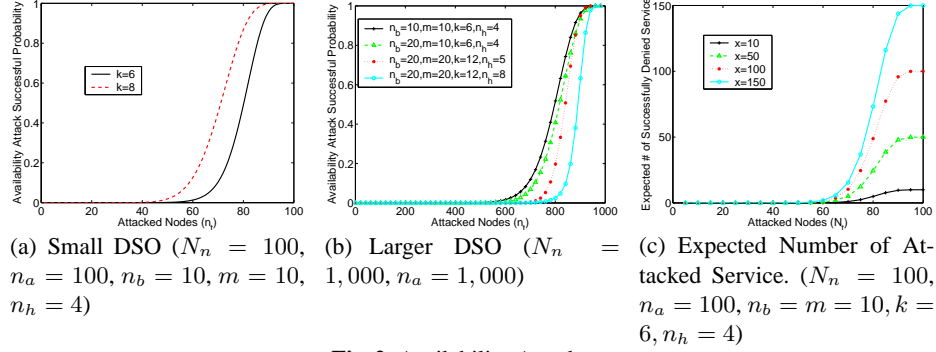 Availability Attack Successful Probability
1
0.8
0.6
0.4
0.2
0
k=6
k=8
0 20 40 60 80 100
Attacked Nodes (n_t)
(a) Small DSO (N_n = 100,
n_a = 100, n_b = 10, m = 10,
n_h = 4)
Availability Attack Successful Probability
1
0.8
0.6
0.4
0.2
0
n_b=10,m=10,k=6,n_h=4
n_b=20,m=10,k=6,n_h=4
n_b=20,m=20,k=12,n_h=5
n_b=20,m=20,k=12,n_h=8
0 200 400 600 800 1000
Attacked Nodes (n_t)
(b) Larger DSO (N_n =
1,000, n_a = 1,000)
Expected # of Successfully Denied Service
150
100
50
0
x=10
x=50
x=100
x=150
0 20 40 60 80 100
Attacked Nodes (N_t)
(c) Expected Number of At-
tacked Service. (N_n = 100,
n_a = 100, n_b = m = 10, k =
6, n_h = 4)